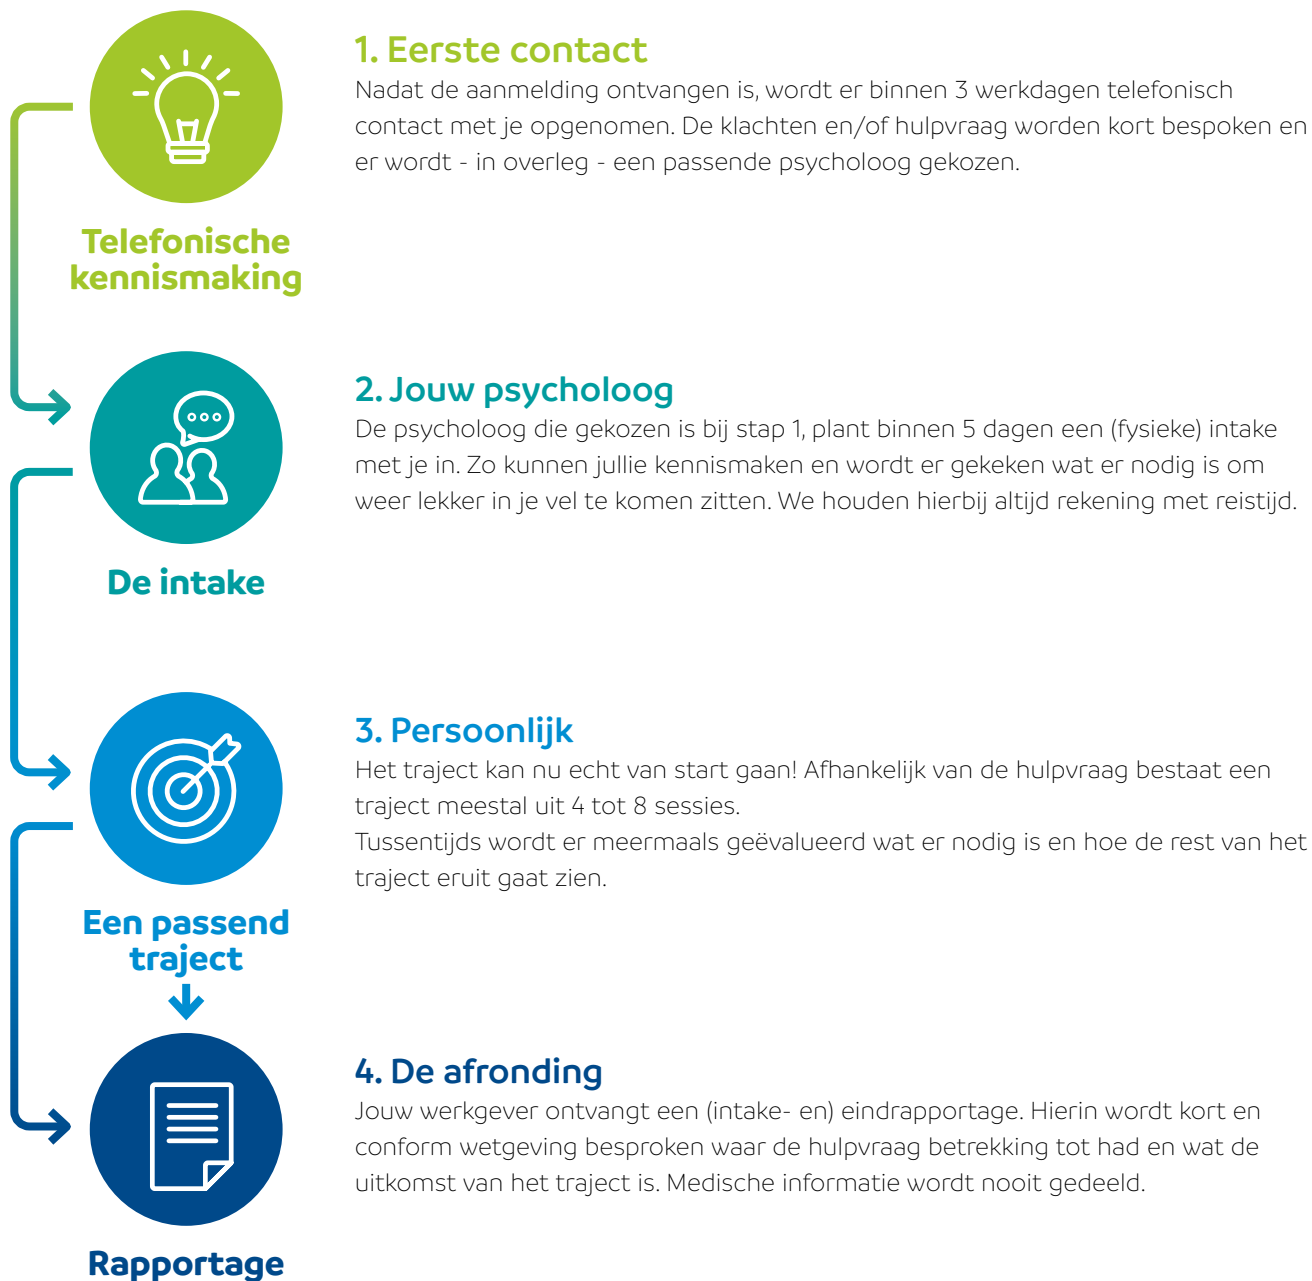 1. Eerste contact
Nadat de aanmelding ontvangen is, wordt er binnen 3 werkdagen telefonisch
contact met je opgenomen. De klachten en/of hulpvraag worden kort bespoken en
er wordt - in overleg - een passende psycholoog gekozen.
Telefonische
kennismaking
2. Jouw psycholoog
De psycholoog die gekozen is bij stap 1, plant binnen 5 dagen een (fysieke) intake
met je in. Zo kunnen jullie kennismaken en wordt er gekeken wat er nodig is om
weer lekker in je vel te komen zitten. We houden hierbij altijd rekening met reistijd.
De intake
3. Persoonlijk
Het traject kan nu echt van start gaan! Afhankelijk van de hulpvraag bestaat een
traject meestal uit 4 tot 8 sessies.
Tussentijds wordt er meermaals geëvalueerd wat er nodig is en hoe de rest van het
traject eruit gaat zien.
Een passend
traject
4. De afronding
Jouw werkgever ontvangt een (intake- en) eindrapportage. Hierin wordt kort en
conform wetgeving besproken waar de hulpvraag betrekking tot had en wat de
uitkomst van het traject is. Medische informatie wordt nooit gedeeld.
Rapportage